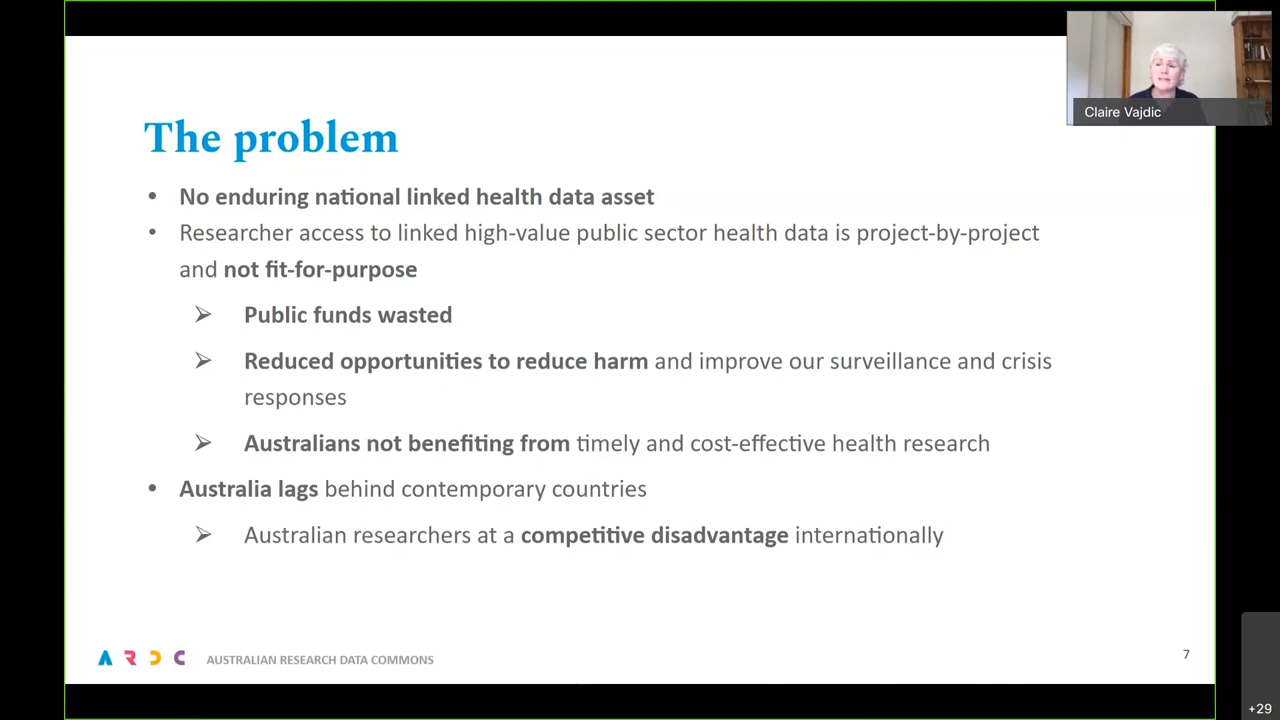 Claire Vajdic
The problem
• No enduring national linked health data asset
• Researcher access to linked high-value public sector health data is project-by-project
and not fit-for-purpose
➢ Public funds wasted
➢ Reduced opportunities to reduce harm and improve our surveillance and crisis
responses
➢ Australians not benefiting from timely and cost-effective health research
• Australia lags behind contemporary countries
➢ Australian researchers at a competitive disadvantage internationally
ARDC AUSTRALIAN RESEARCH DATA COMMONS
7
+29